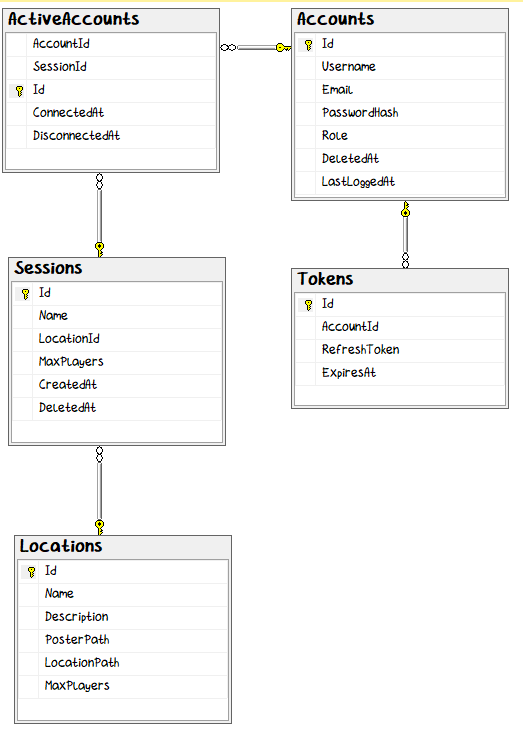 ActiveAccounts
AccountId
SessionId
Id
ConnectedAt
DisconnectedAt
Accounts
Id
Username
Email
PasswordHash
Role
DeletedAt
LastLoggedAt
Sessions
Id
Name
LocationId
MaxPlayers
CreatedAt
DeletedAt
Tokens
Id
AccountId
RefreshToken
ExpiresAt
Locations
Id
Name
Description
PosterPath
LocationPath
MaxPlayers